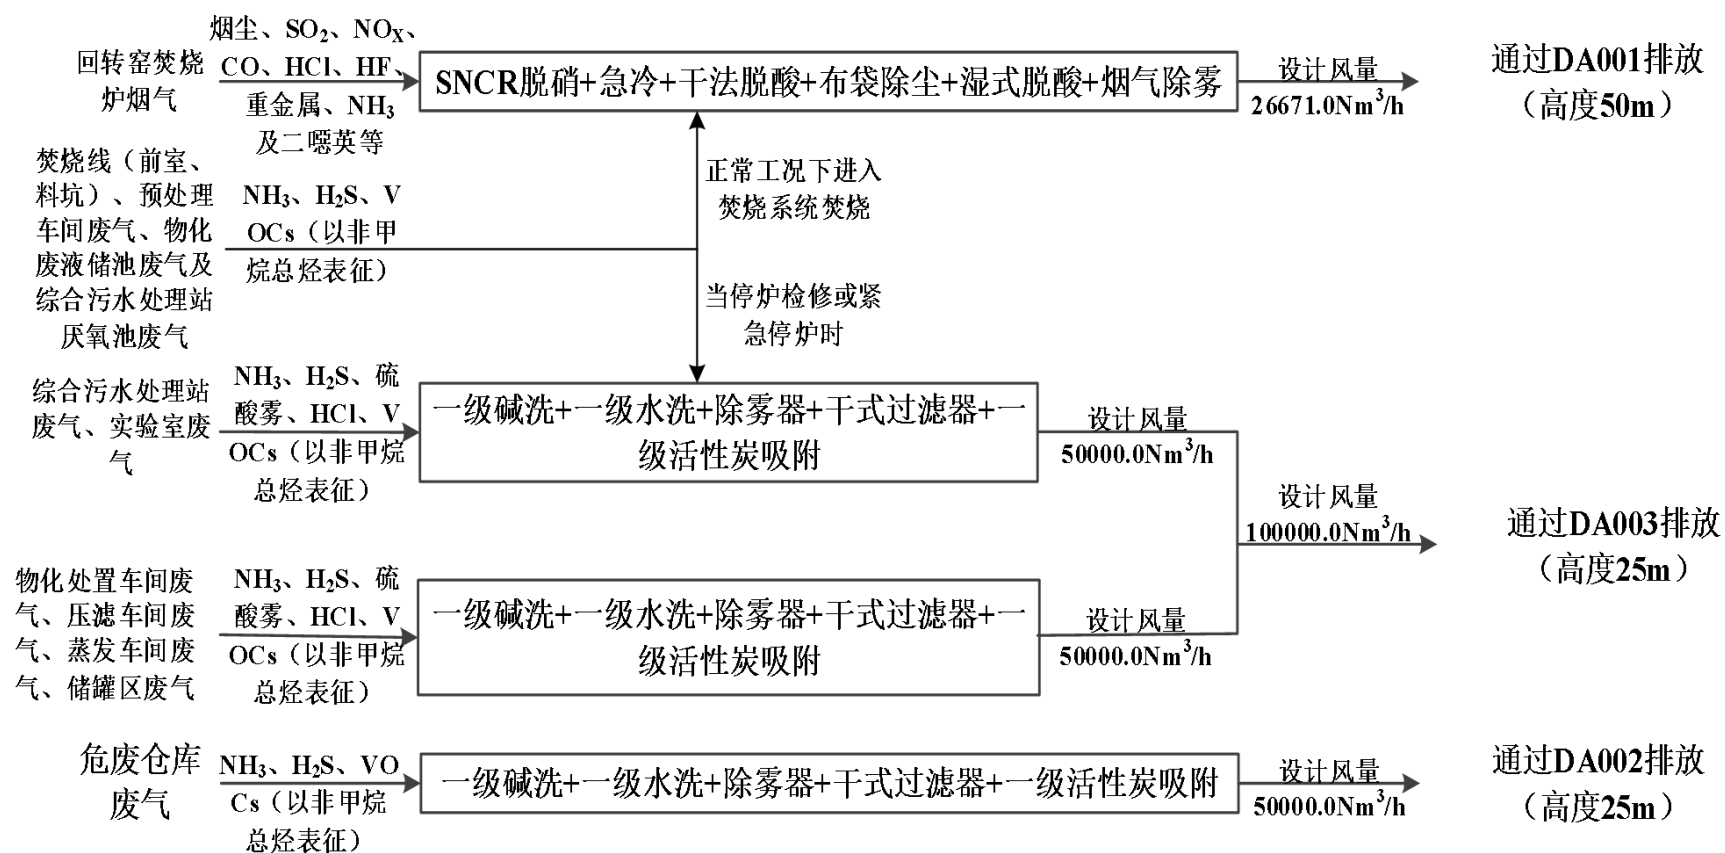 回转窑焚烧
炉烟气
烟尘、SO₂、NOₓ、
CO、HCl、HF、
重金属、NH₃
及二噁英等
SNCR脱硝+急冷+干法脱酸+布袋除尘+湿式脱酸+烟气除雾
设计风量
26671.0Nm³/h
通过DA001排放
（高度50m）
焚烧线（前室、
料坑）、预处理
车间废气、物化
废液储池废气及
综合污水处理站
厌氧池废气
NH₃、H₂S、V
OCs（以非甲
烷总烃表征）
正常工况下进入
焚烧系统焚烧
当停炉检修或紧
急停炉时
综合污水处理站
废气、实验室废
气
NH₃、H₂S、硫
酸雾、HCl、V
OCs（以非甲烷
总烃表征）
一级碱洗+一级水洗+除雾器+干式过滤器+一
级活性炭吸附
设计风量
50000.0Nm³/h
设计风量
100000.0Nm³/h
通过DA003排放
（高度25m）
物化处置车间废
气、压滤车间废
气、蒸发车间废
气、储罐区废气
NH₃、H₂S、硫
酸雾、HCl、V
OCs（以非甲烷
总烃表征）
一级碱洗+一级水洗+除雾器+干式过滤器+一
级活性炭吸附
设计风量
50000.0Nm³/h
危废仓库
废气
NH₃、H₂S、VO
Cs（以非甲烷
总烃表征）
一级碱洗+一级水洗+除雾器+干式过滤器+一级活性炭吸附
设计风量
50000.0Nm³/h
通过DA002排放
（高度25m）